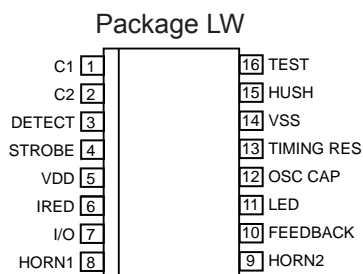 Package LW
C1 1
C2 2
DETECT 3
STROBE 4
VDD 5
IRED 6
I/O 7
HORN1 8
16 TEST
15 HUSH
14 VSS
13 TIMING RES
12 OSC CAP
11 LED
10 FEEDBACK
9 HORN2